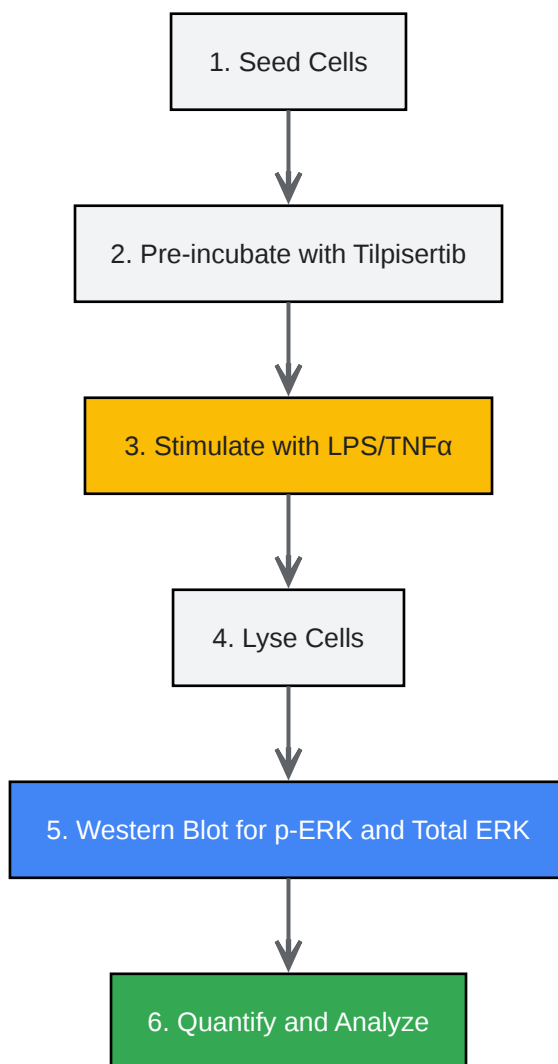 1. Seed Cells
2. Pre-incubate with Tilpisertib
3. Stimulate with LPS/TNFα
4. Lyse Cells
5. Western Blot for p-ERK and Total ERK
6. Quantify and Analyze